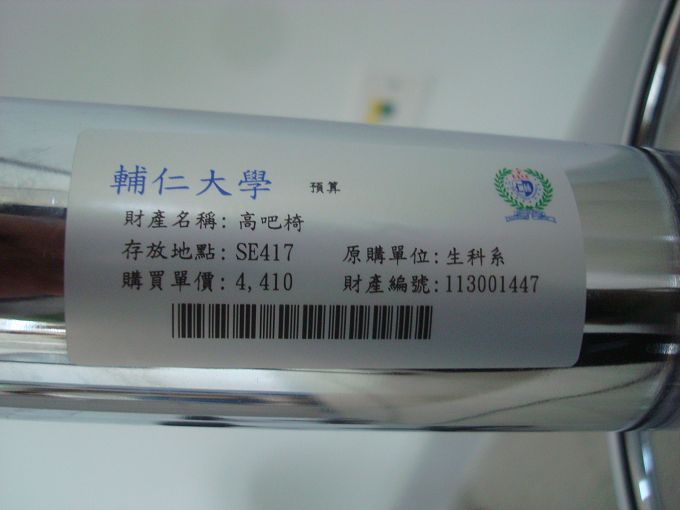 輔仁大學 預算
財產名稱: 高吧椅
存放地點: SE417 原購單位: 生科系
購買單價: 4,410 財產編號: 113001447